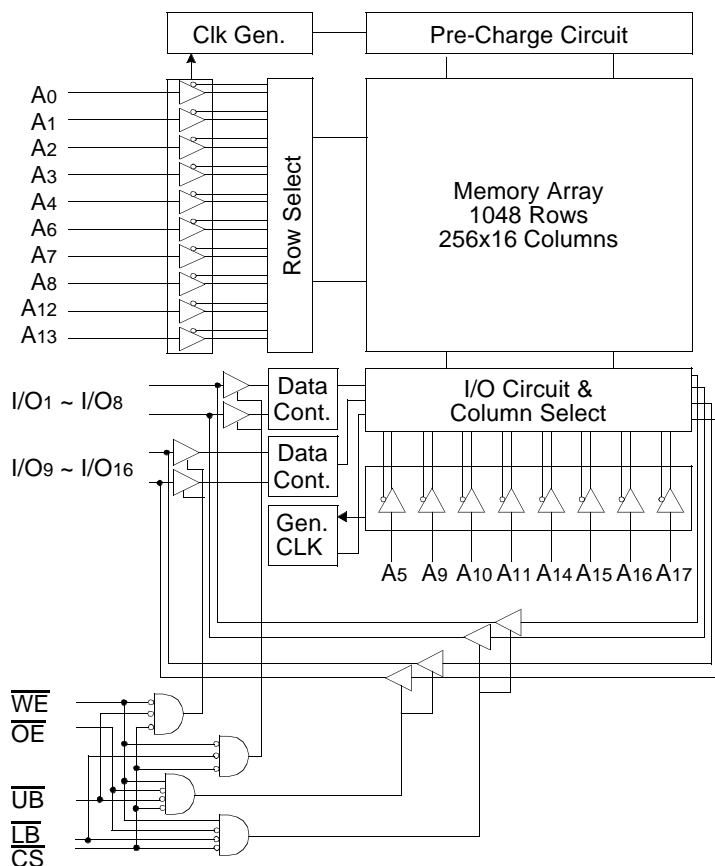 Clk Gen.
Pre-Charge Circuit
A0
A1
A2
A3
A4
A6
A7
A8
A12
A13
Row Select
Memory Array
1048 Rows
256x16 Columns
I/O1 ~ I/O8
Data
Cont.
I/O Circuit &
Column Select
I/O9 ~ I/O16
Data
Cont.
Gen.
CLK
A5 A9 A10 A11 A14 A15 A16 A17
WE
OE
UB
LB
CS